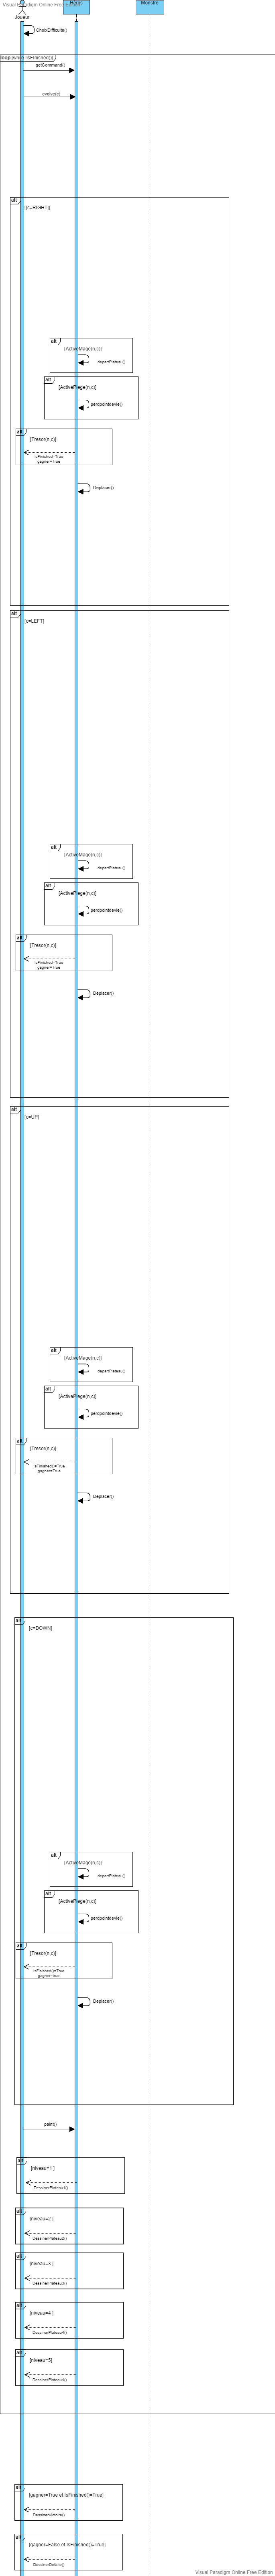 Visual Paradigm Online Free Edition
Heros
Monstre
Joueur
ChoixDifficulte()
loop [while !isFinished()]
getCommand()
evolve(c)
alt
[[c=RIGHT]]
alt
[ActiveMage(n,c)]
departPlateau()
alt
[ActivePiege(n,c)]
perdpointdevie()
alt
[Tresor(n,c)]
isFinished=True
gagner=True
Deplacer()
alt
[c=LEFT]
alt
[ActiveMage(n,c)]
departPlateau()
alt
[ActivePiege(n,c)]
perdpointdevie()
alt
[Tresor(n,c)]
isFinished=True
gagner=True
Deplacer()
alt
[c=UP]
alt
[ActiveMage(n,c)]
departPlateau()
alt
[ActivePiege(n,c)]
perdpointdevie()
alt
[Tresor(n,c)]
isFinished()=True
gagner=True
Deplacer()
alt
[c=DOWN]
alt
[ActiveMage(n,c)]
departPlateau()
alt
[ActivePiege(n,c)]
perdpointdevie()
alt
[Tresor(n,c)]
isFinished()=True
gagner=true
Deplacer()
paint()
alt
[niveau=1 ]
DessinerPlateau1()
alt
[niveau=2 ]
DessinerPlateau2()
alt
[niveau=3 ]
DessinerPlateau3()
alt
[niveau=4 ]
DessinerPlateau4()
alt
[niveau=5]
DessinerPlateau4()
alt
[gagner=True et isFinished()=True]
DessinerVictoire()
alt
[gagner=False et isFinished()=True]
DessinerDefaite()
Visual Paradigm Online Free Edition